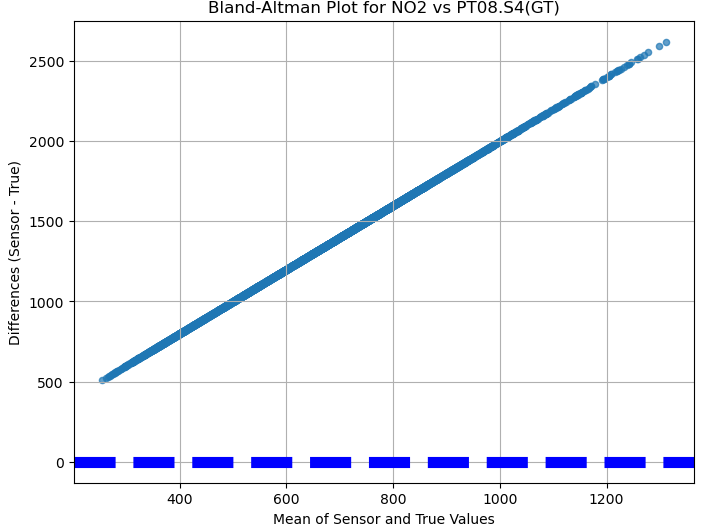 Bland-Altman Plot for NO2 vs PT08.S4(GT)
Differences (Sensor - True)
2500
2000
1500
1000
500
0
400 600 800 1000 1200
Mean of Sensor and True Values